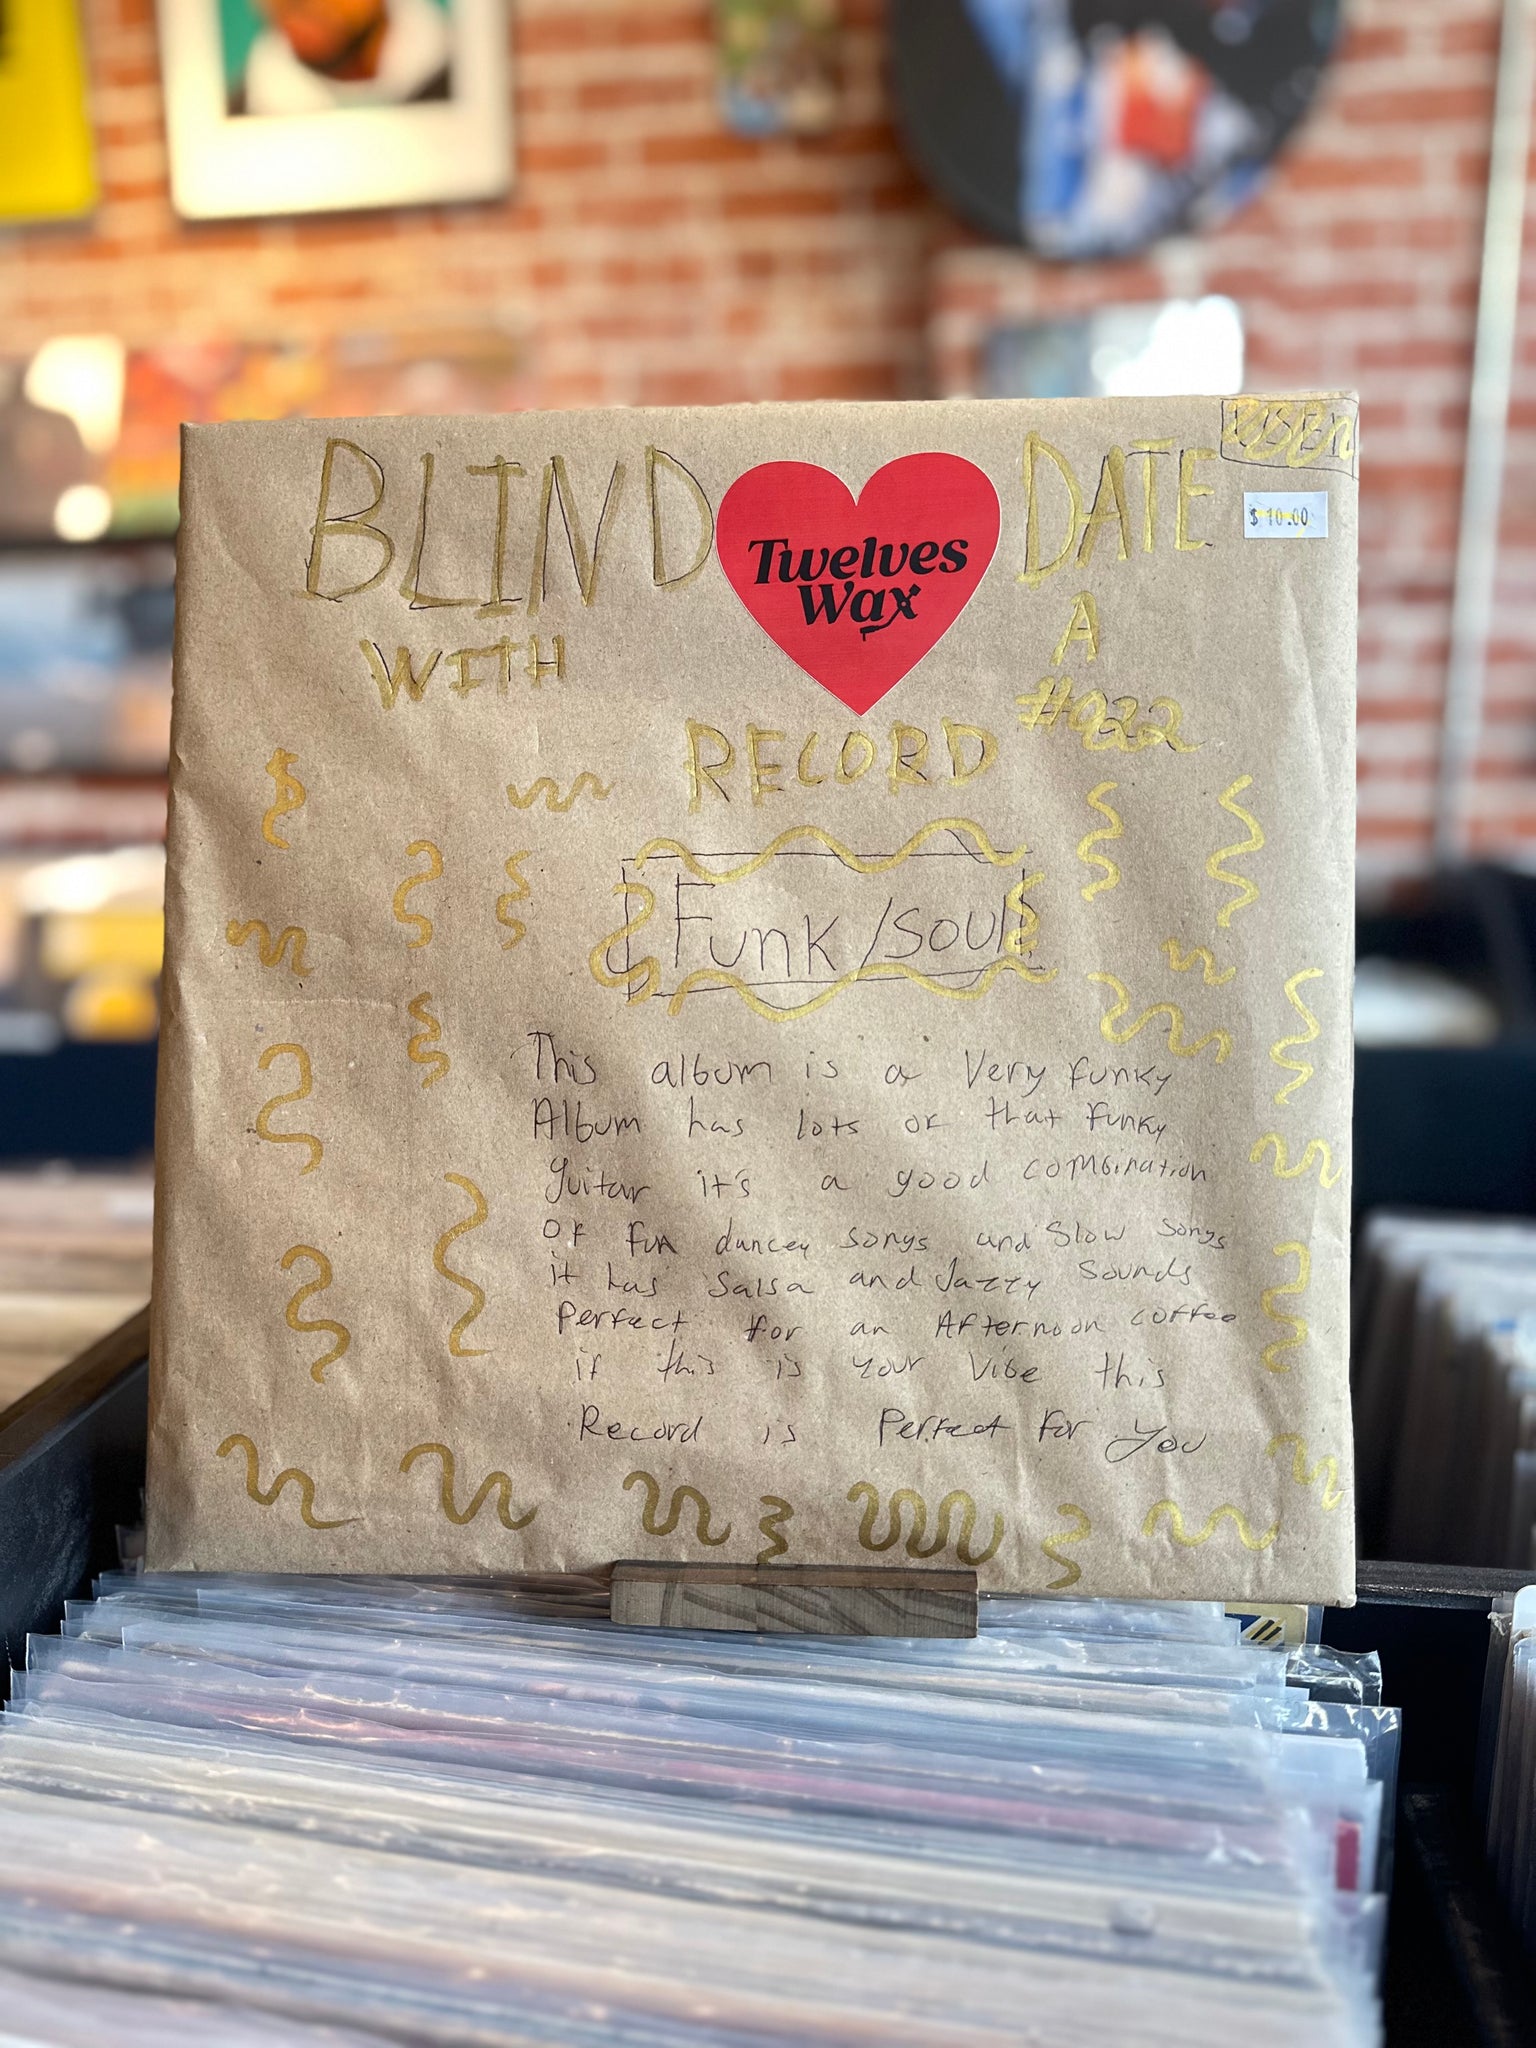 BLIND DATE
USED
$10.00
Twelves
Wax
WITH A
RECORD #022
Funk/Soul
This album is a very funky
Album has lots of that funky
guitar it's a good combination
of fun dancey songs and slow songs
it has salsa and Jazzy sounds
Perfect for an Afternoon coffee
if this is your vibe this
Record is Perfect for you